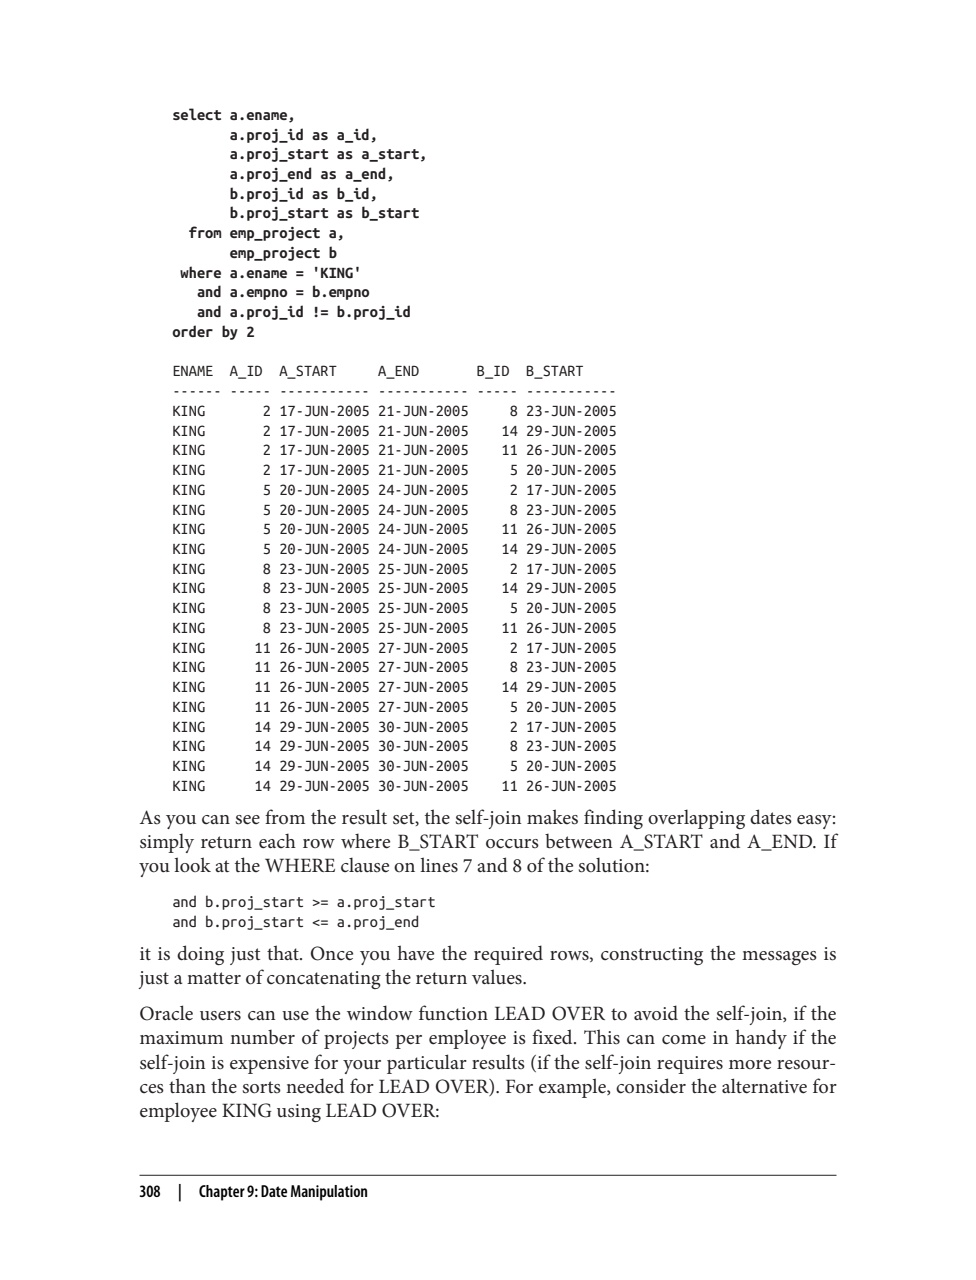 select a.ename,
       a.proj_id as a_id,
       a.proj_start as a_start,
       a.proj_end as a_end,
       b.proj_id as b_id,
       b.proj_start as b_start
  from emp_project a,
       emp_project b
 where a.ename = 'KING'
   and a.empno = b.empno
   and a.proj_id != b.proj_id
order by 2
ENAME  A_ID  A_START     A_END       B_ID  B_START
------ ----- ----------- ----------- ----- -----------
KING       2 17-JUN-2005 21-JUN-2005     8 23-JUN-2005
KING       2 17-JUN-2005 21-JUN-2005    14 29-JUN-2005
KING       2 17-JUN-2005 21-JUN-2005    11 26-JUN-2005
KING       2 17-JUN-2005 21-JUN-2005     5 20-JUN-2005
KING       5 20-JUN-2005 24-JUN-2005     2 17-JUN-2005
KING       5 20-JUN-2005 24-JUN-2005     8 23-JUN-2005
KING       5 20-JUN-2005 24-JUN-2005    11 26-JUN-2005
KING       5 20-JUN-2005 24-JUN-2005    14 29-JUN-2005
KING       8 23-JUN-2005 25-JUN-2005     2 17-JUN-2005
KING       8 23-JUN-2005 25-JUN-2005    14 29-JUN-2005
KING       8 23-JUN-2005 25-JUN-2005     5 20-JUN-2005
KING       8 23-JUN-2005 25-JUN-2005    11 26-JUN-2005
KING      11 26-JUN-2005 27-JUN-2005     2 17-JUN-2005
KING      11 26-JUN-2005 27-JUN-2005     8 23-JUN-2005
KING      11 26-JUN-2005 27-JUN-2005    14 29-JUN-2005
KING      11 26-JUN-2005 27-JUN-2005     5 20-JUN-2005
KING      14 29-JUN-2005 30-JUN-2005     2 17-JUN-2005
KING      14 29-JUN-2005 30-JUN-2005     8 23-JUN-2005
KING      14 29-JUN-2005 30-JUN-2005     5 20-JUN-2005
KING      14 29-JUN-2005 30-JUN-2005    11 26-JUN-2005
As you can see from the result set, the self-join makes finding overlapping dates easy:
simply return each row where B_START occurs between A_START and A_END. If
you look at the WHERE clause on lines 7 and 8 of the solution:
and b.proj_start >= a.proj_start
and b.proj_start <= a.proj_end
it is doing just that. Once you have the required rows, constructing the messages is
just a matter of concatenating the return values.
Oracle users can use the window function LEAD OVER to avoid the self-join, if the
maximum number of projects per employee is fixed. This can come in handy if the
self-join is expensive for your particular results (if the self-join requires more resour-
ces than the sorts needed for LEAD OVER). For example, consider the alternative for
employee KING using LEAD OVER:
308 | Chapter 9: Date Manipulation